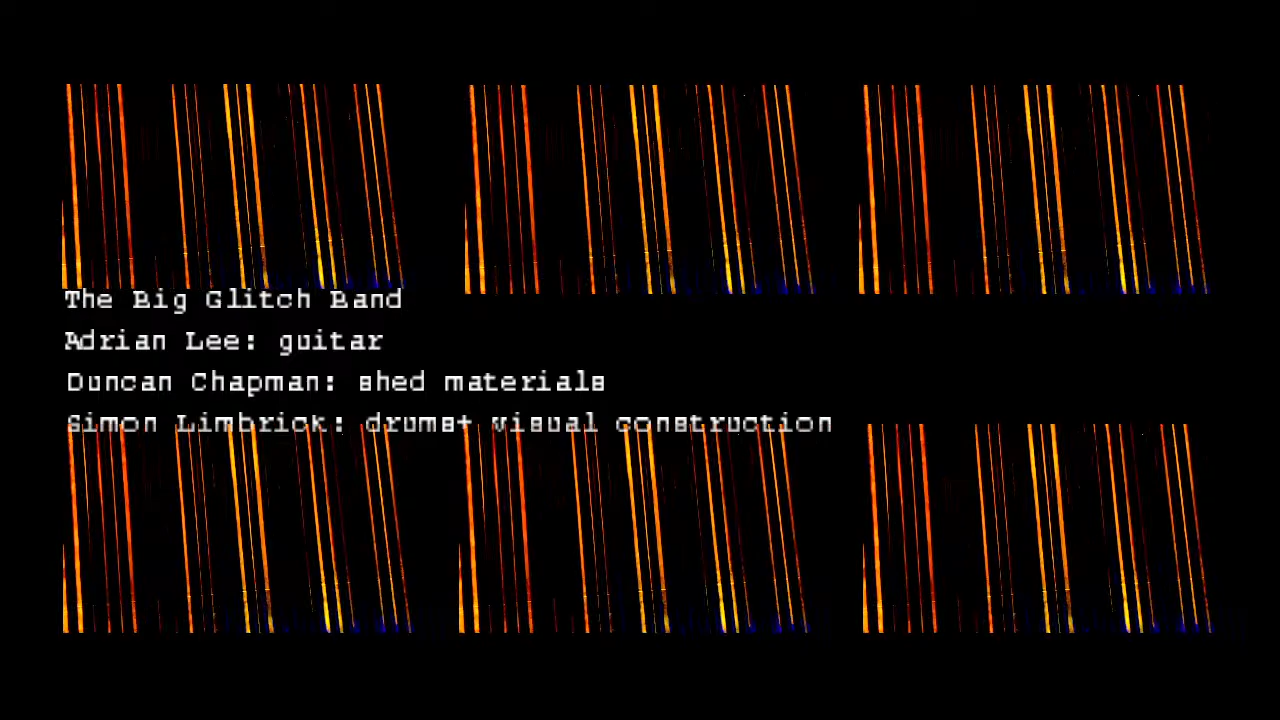 The Big Glitch Band
Adrian Lee: guitar
Duncan Chapman: shed materials
Simon Limbrick: drums+ visual construction